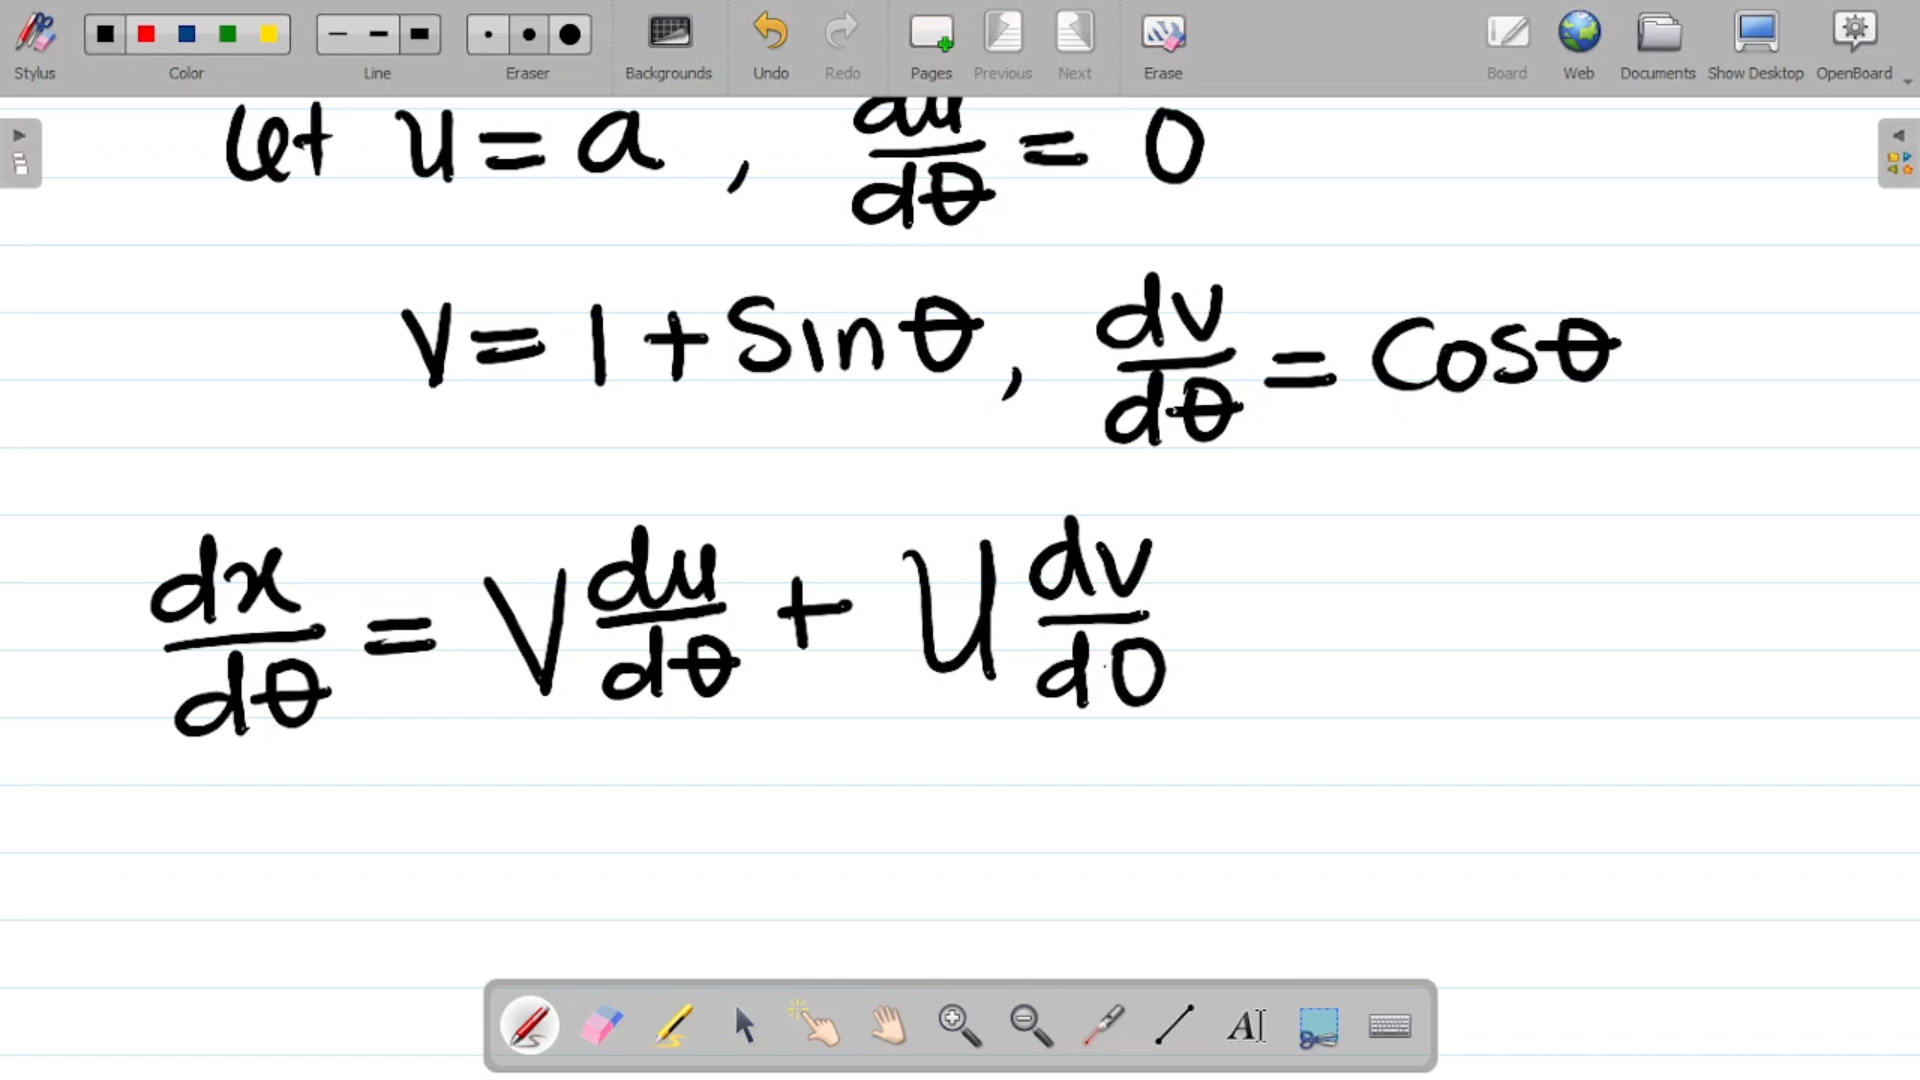 Stylus Color Line Eraser Backgrounds Undo Redo Pages Previous Next Erase Board Web Documents Show Desktop OpenBoard
let u = a , du/dθ = 0
V = 1 + Sinθ , dv/dθ = Cosθ
dx/dθ = V du/dθ + U dv/d0